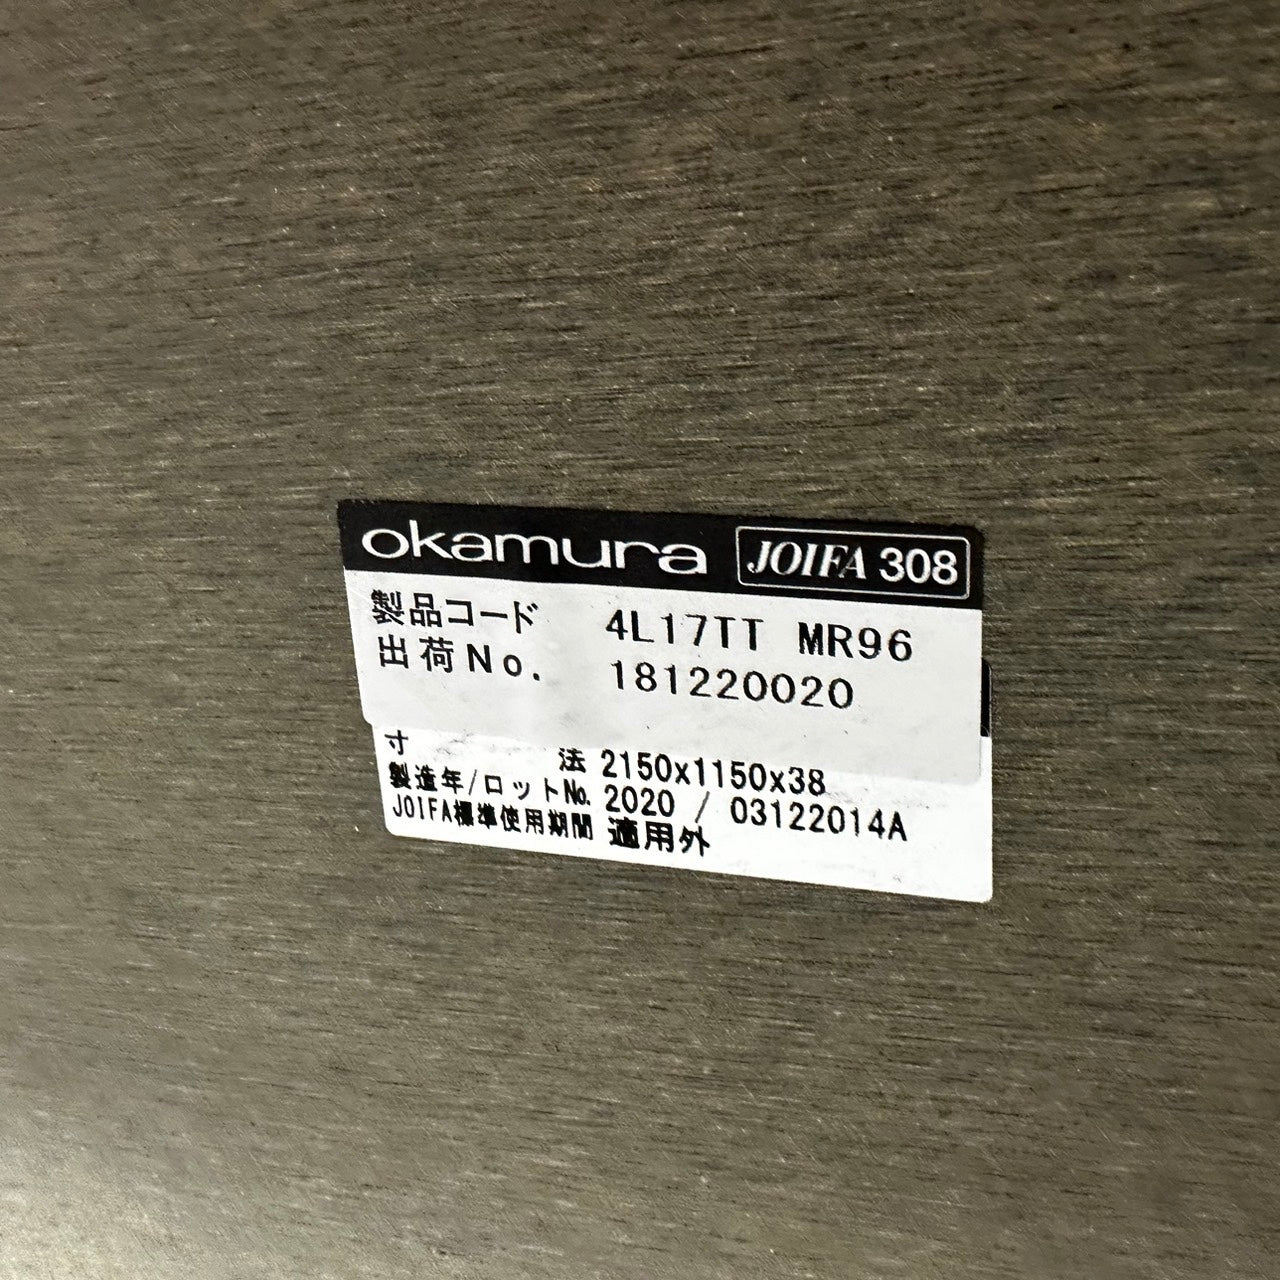 okamura JOIFA 308
製品コード 4L17TT MR96
出荷No. 181220020
寸法 2150x1150x38
製造年/ロットNo. 2020 / 03122014A
JOIFA標準使用期間 適用外